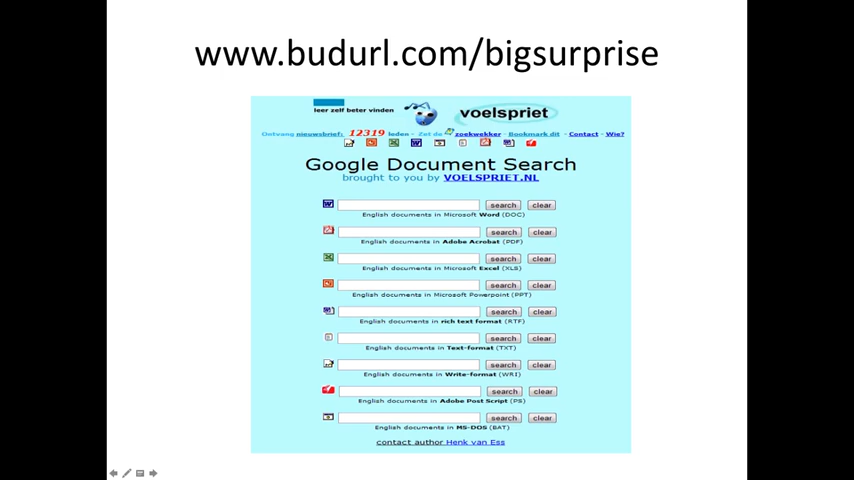 www.budurl.com/bigsurprise
leer zelf beter vinden
voelspriet
Ontvang nieuwsbrief: 12319 leden - Zet de zoekwekker - Bookmark dit - Contact - Wie?
Google Document Search
brought to you by VOELSPRIET.NL
search clear
English documents in Microsoft Word (DOC)
search clear
English documents in Adobe Acrobat (PDF)
search clear
English documents in Microsoft Excel (XLS)
search clear
English documents in Microsoft Powerpoint (PPT)
search clear
English documents in rich text format (RTF)
search clear
English documents in Text-format (TXT)
search clear
English documents in Write-format (WRI)
search clear
English documents in Adobe Post Script (PS)
search clear
English documents in MS-DOS (BAT)
contact author Henk van Ess